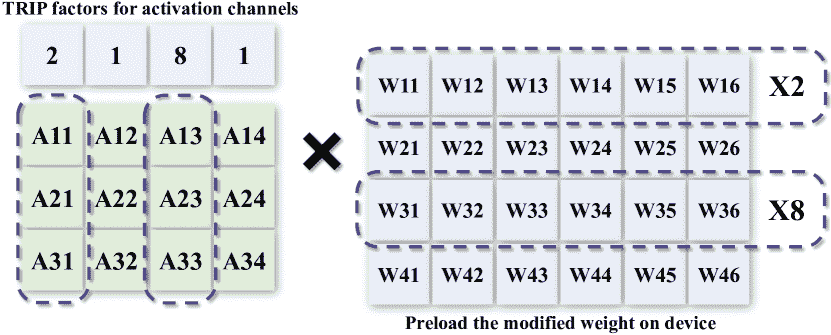 TRIP factors for activation channels
2 1 8 1
A11 A12 A13 A14
A21 A22 A23 A24
A31 A32 A33 A34
×
W11 W12 W13 W14 W15 W16 X2
W21 W22 W23 W24 W25 W26
W31 W32 W33 W34 W35 W36 X8
W41 W42 W43 W44 W45 W46
Preload the modified weight on device